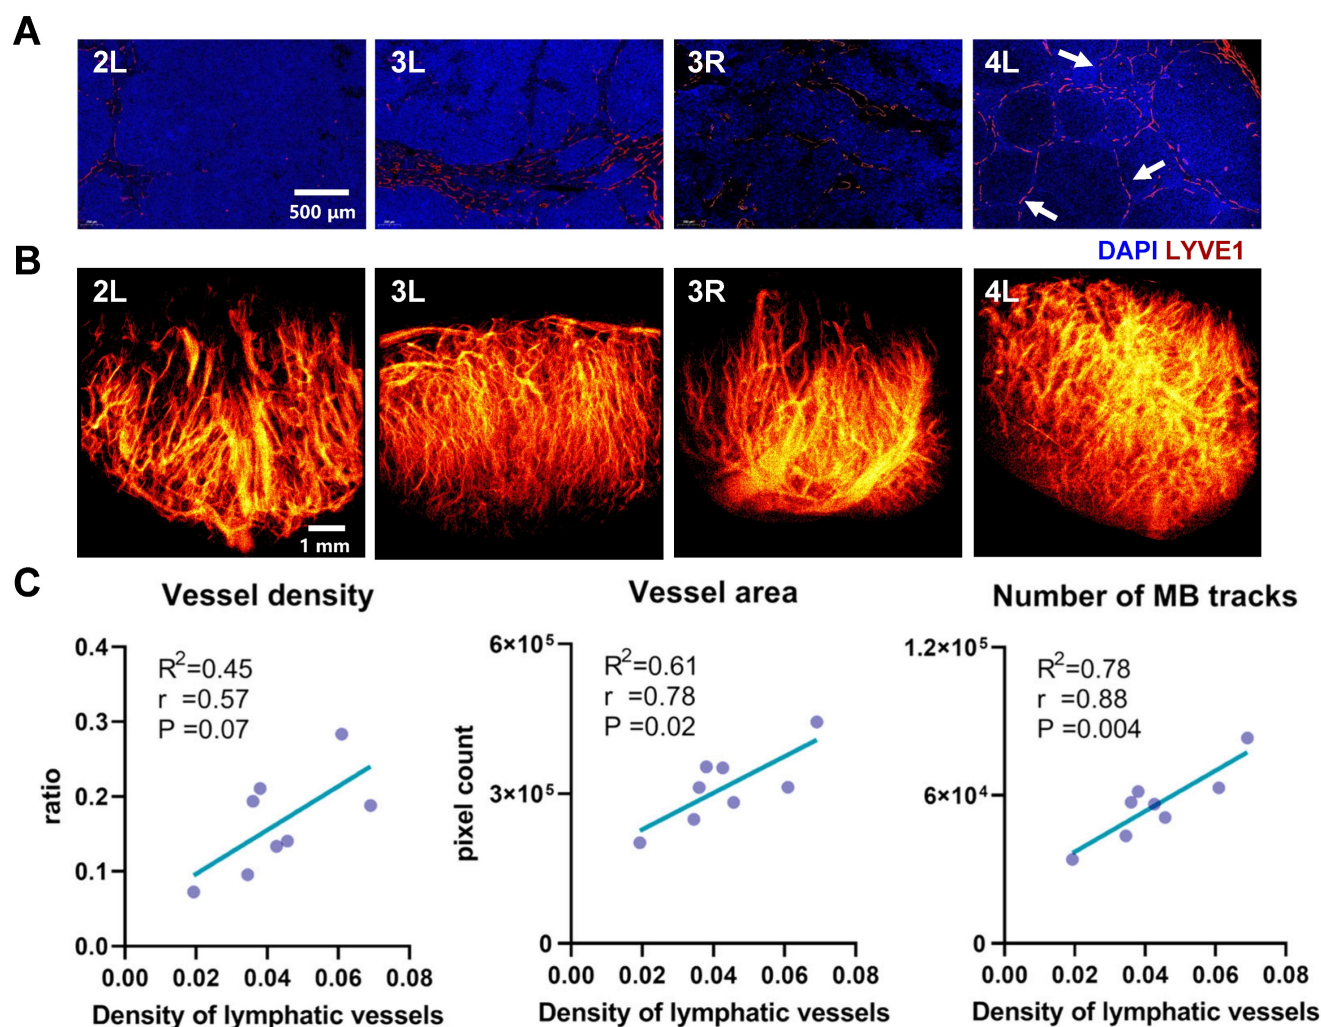 A
2L
3L
3R
4L
500 μm
DAPI LYVE1
B
2L
3L
3R
4L
1 mm
C
Vessel density
R2=0.45
r =0.57
P =0.07
0.4
0.3
0.2
0.1
0.0
ratio
0.00 0.02 0.04 0.06 0.08
Density of lymphatic vessels
Vessel area
R2=0.61
r =0.78
P =0.02
6×10⁵
3×10⁵
0
pixel count
0.00 0.02 0.04 0.06 0.08
Density of lymphatic vessels
Number of MB tracks
R2=0.78
r =0.88
P =0.004
1.2×10⁵
6×10⁴
0
0.00 0.02 0.04 0.06 0.08
Density of lymphatic vessels